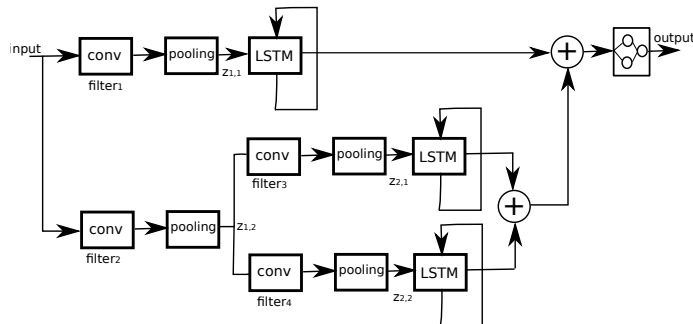 input
conv
pooling
z1,1
LSTM
+
output
filter1
conv
pooling
z2,1
LSTM
filter3
conv
pooling
z1,2
filter2
+
conv
pooling
z2,2
LSTM
filter4